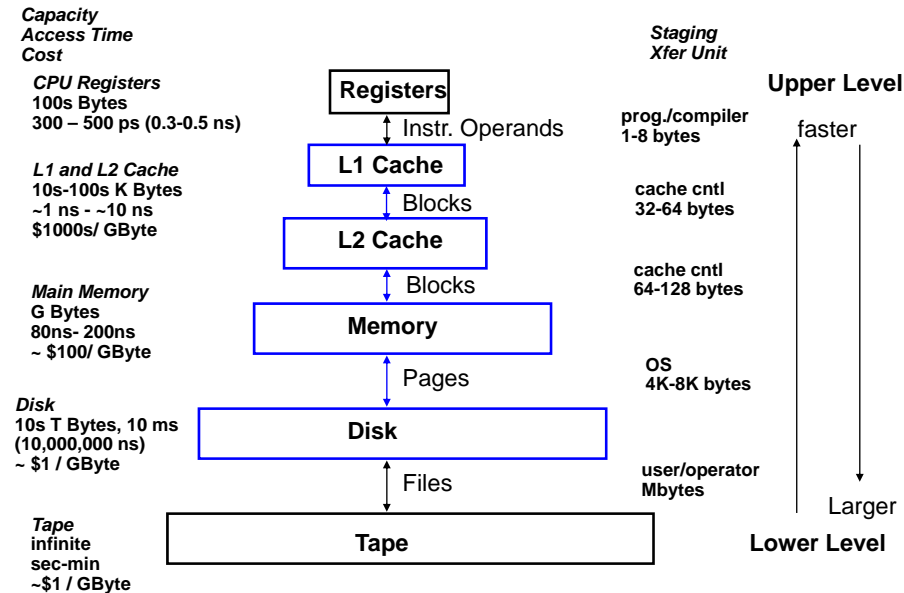 Capacity
Access Time
Cost
Staging
Xfer Unit
CPU Registers
100s Bytes
300 – 500 ps (0.3-0.5 ns)
Registers
Upper Level
Instr. Operands
prog./compiler
1-8 bytes
faster
L1 and L2 Cache
10s-100s K Bytes
~1 ns - ~10 ns
$1000s/ GByte
L1 Cache
Blocks
cache cntl
32-64 bytes
L2 Cache
Blocks
cache cntl
64-128 bytes
Main Memory
G Bytes
80ns- 200ns
~ $100/ GByte
Memory
Pages
OS
4K-8K bytes
Disk
10s T Bytes, 10 ms
(10,000,000 ns)
~ $1 / GByte
Disk
Files
user/operator
Mbytes
Larger
Tape
infinite
sec-min
~$1 / GByte
Tape
Lower Level